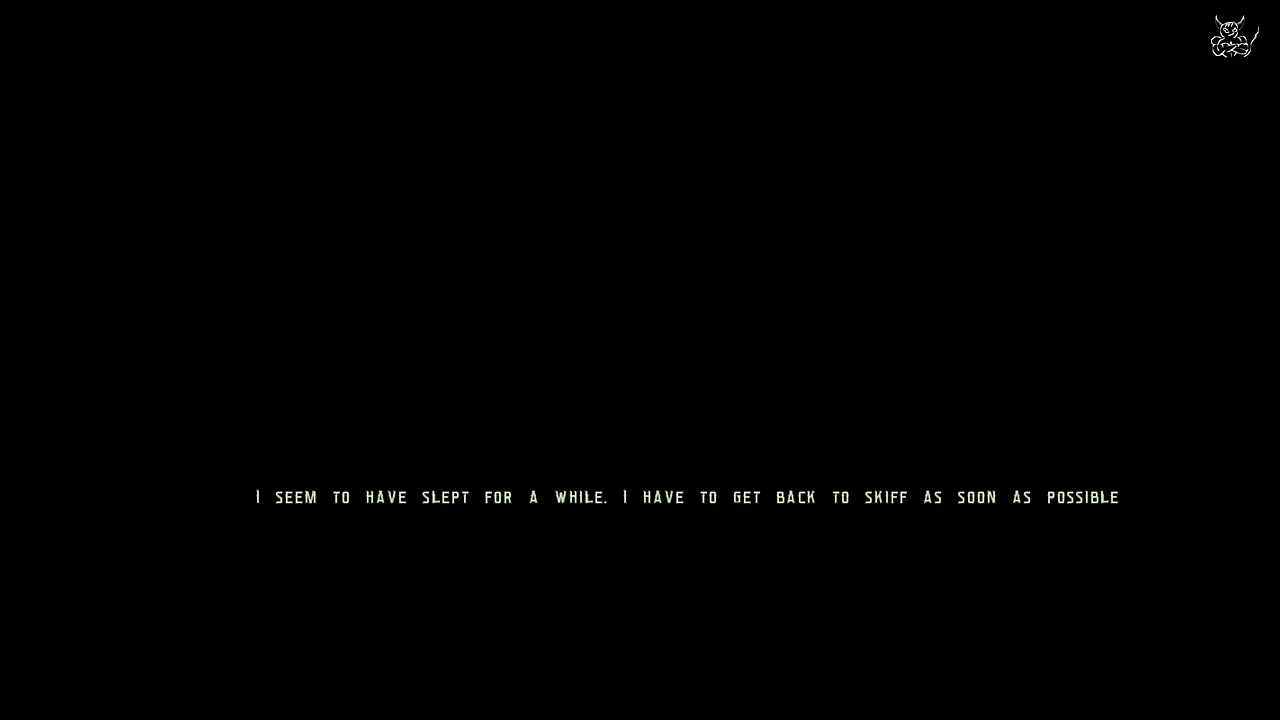 I SEEM TO HAVE SLEPT FOR A WHILE. I HAVE TO GET BACK TO SKIFF AS SOON AS POSSIBLE